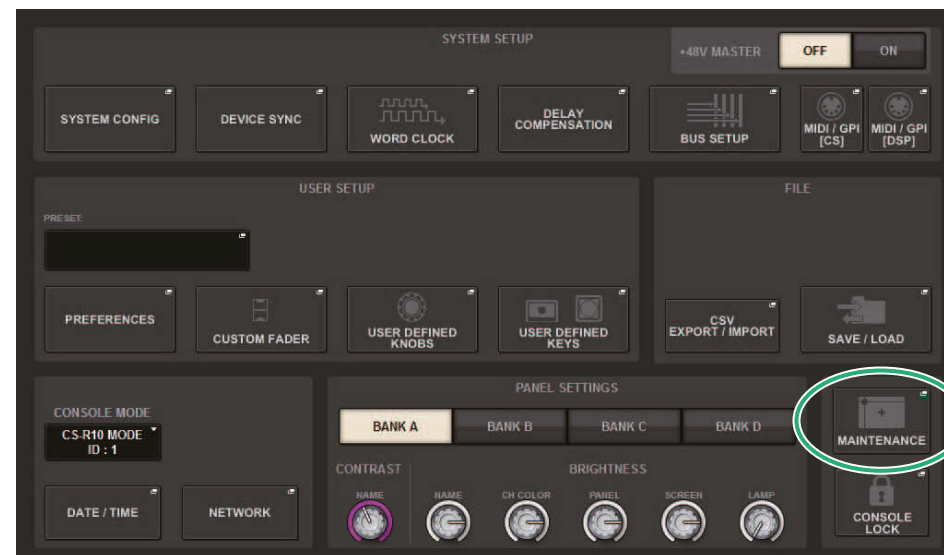 SYSTEM SETUP
+48V MASTER
OFF
ON
SYSTEM CONFIG
DEVICE SYNC
WORD CLOCK
DELAY
COMPENSATION
BUS SETUP
MIDI / GPI
[CS]
MIDI / GPI
[DSP]
USER SETUP
PRESET
PREFERENCES
CUSTOM FADER
USER DEFINED
KNOBS
USER DEFINED
KEYS
FILE
CSV
EXPORT / IMPORT
SAVE / LOAD
CONSOLE MODE
CS-R10 MODE
ID : 1
DATE / TIME
NETWORK
PANEL SETTINGS
BANK A
BANK B
BANK C
BANK D
CONTRAST
BRIGHTNESS
NAME
NAME
CH COLOR
PANEL
SCREEN
LAMP
MAINTENANCE
CONSOLE
LOCK